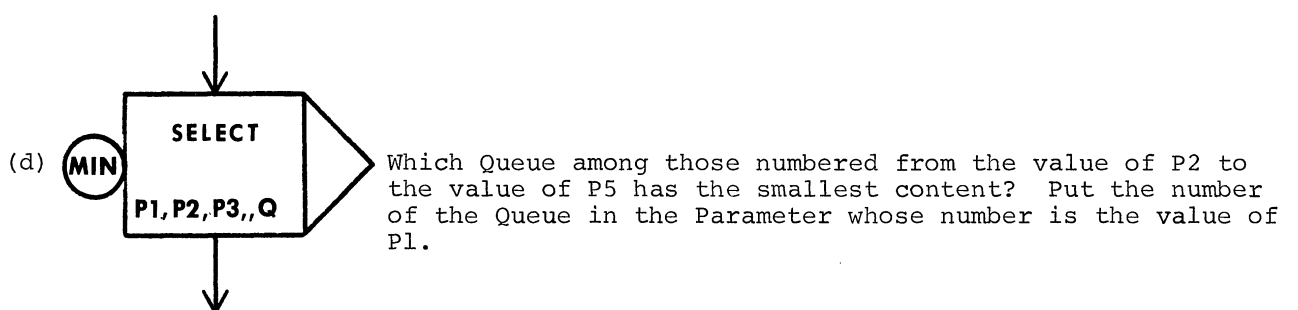 SELECT
(d) MIN Which Queue among those numbered from the value of P2 to
the value of P5 has the smallest content? Put the number
P1,P2,P3,,Q of the Queue in the Parameter whose number is the value of
P1.